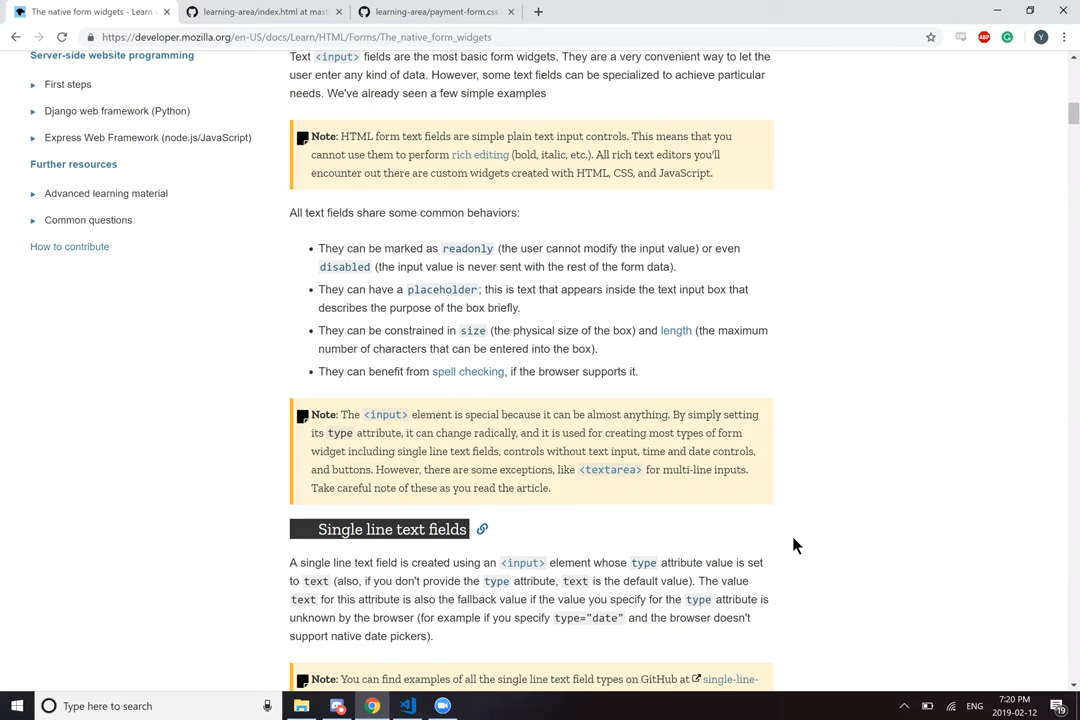 The native form widgets - Learn
learning-area/index.html at mast
learning-area/payment-form.css
https://developer.mozilla.org/en-US/docs/Learn/HTML/Forms/The_native_form_widgets
ABP
G
Y
Server-side website programming
First steps
Django web framework (Python)
Express Web Framework (node.js/JavaScript)
Further resources
Advanced learning material
Common questions
How to contribute
Text <input> fields are the most basic form widgets. They are a very convenient way to let the
user enter any kind of data. However, some text fields can be specialized to achieve particular
needs. We've already seen a few simple examples
Note: HTML form text fields are simple plain text input controls. This means that you
cannot use them to perform rich editing (bold, italic, etc.). All rich text editors you'll
encounter out there are custom widgets created with HTML, CSS, and JavaScript.
All text fields share some common behaviors:
• They can be marked as readonly (the user cannot modify the input value) or even
disabled (the input value is never sent with the rest of the form data).
• They can have a placeholder; this is text that appears inside the text input box that
describes the purpose of the box briefly.
• They can be constrained in size (the physical size of the box) and length (the maximum
number of characters that can be entered into the box).
• They can benefit from spell checking, if the browser supports it.
Note: The <input> element is special because it can be almost anything. By simply setting
its type attribute, it can change radically, and it is used for creating most types of form
widget including single line text fields, controls without text input, time and date controls,
and buttons. However, there are some exceptions, like <textarea> for multi-line inputs.
Take careful note of these as you read the article.
Single line text fields
A single line text field is created using an <input> element whose type attribute value is set
to text (also, if you don't provide the type attribute, text is the default value). The value
text for this attribute is also the fallback value if the value you specify for the type attribute is
unknown by the browser (for example if you specify type="date" and the browser doesn't
support native date pickers).
Note: You can find examples of all the single line text field types on GitHub at single-line-
Type here to search
ENG
7:20 PM
2019-02-12
19